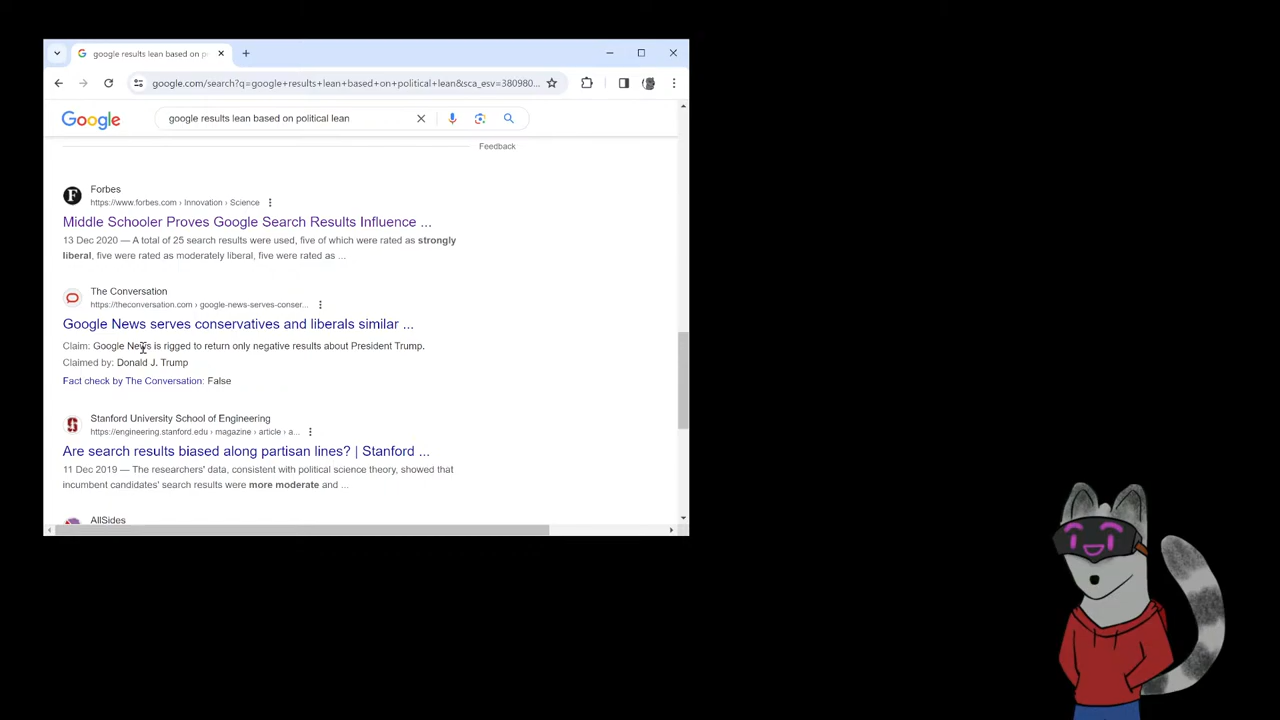 google results lean based on p
google.com/search?q=google+results+lean+based+on+political+lean&sca_esv=380980...
Google
google results lean based on political lean
Feedback
Forbes
https://www.forbes.com › Innovation › Science
Middle Schooler Proves Google Search Results Influence ...
13 Dec 2020 — A total of 25 search results were used, five of which were rated as strongly
liberal, five were rated as moderately liberal, five were rated as ...
The Conversation
https://theconversation.com › google-news-serves-conser...
Google News serves conservatives and liberals similar ...
Claim: Google News is rigged to return only negative results about President Trump.
Claimed by: Donald J. Trump
Fact check by The Conversation: False
Stanford University School of Engineering
https://engineering.stanford.edu › magazine › article › a...
Are search results biased along partisan lines? | Stanford ...
11 Dec 2019 — The researchers' data, consistent with political science theory, showed that
incumbent candidates' search results were more moderate and ...
AllSides